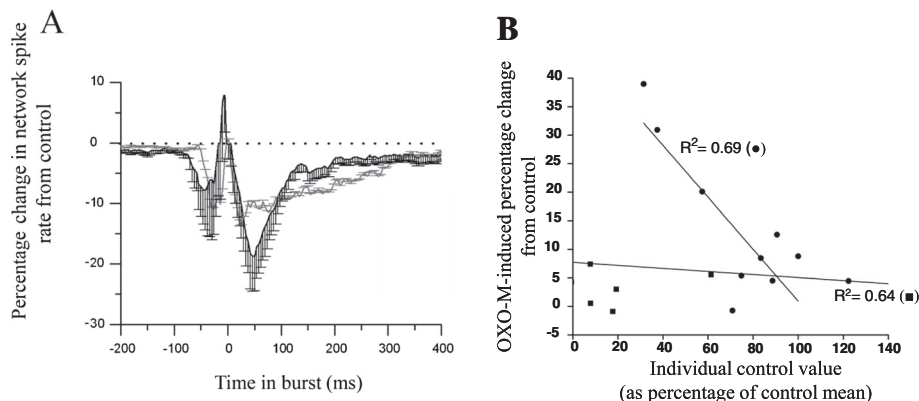 A
Percentage change in network spike
rate from control
10
0
-10
-20
-30
-200
-100
0
100
200
300
400
Time in burst (ms)
B
OXO-M-induced percentage change
from control
40
35
30
25
20
15
10
5
0
-5
R²= 0.69 (●)
R²= 0.64 (■)
0
20
40
60
80
100
120
140
Individual control value
(as percentage of control mean)